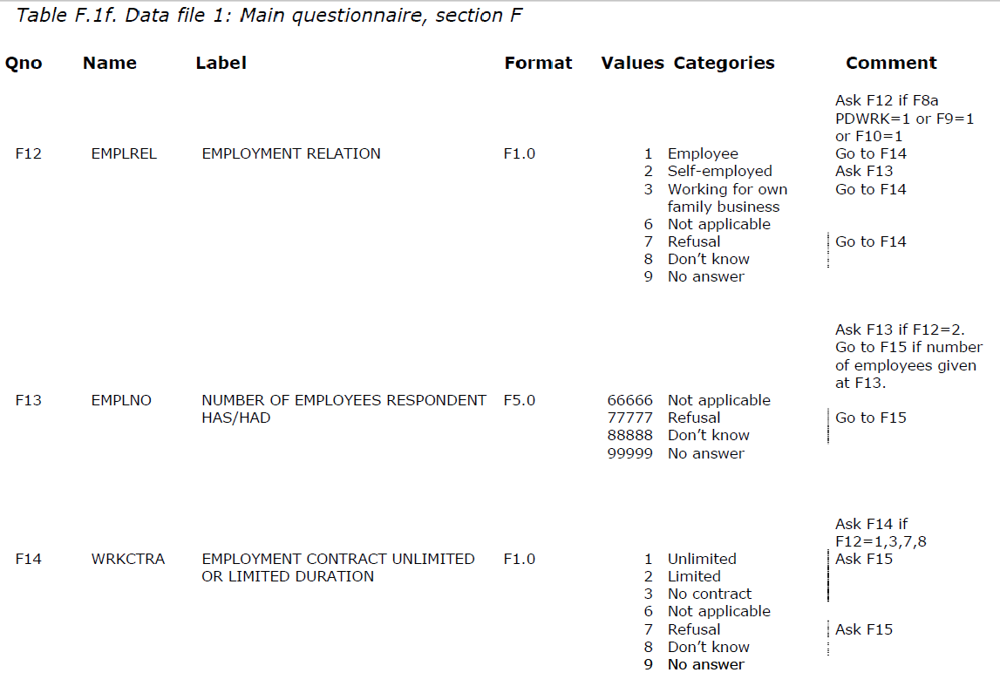 Table F.1f. Data file 1: Main questionnaire, section F
Qno Name Label Format Values Categories Comment
Ask F12 if F8a
PDWRK=1 or F9=1
or F10=1
F12 EMPLREL EMPLOYMENT RELATION F1.0 1 Employee Go to F14
2 Self-employed Ask F13
3 Working for own Go to F14
family business
6 Not applicable
7 Refusal Go to F14
8 Don’t know
9 No answer
Ask F13 if F12=2.
Go to F15 if number
of employees given
at F13.
F13 EMPLNO NUMBER OF EMPLOYEES RESPONDENT F5.0 66666 Not applicable
HAS/HAD 77777 Refusal Go to F15
88888 Don’t know
99999 No answer
Ask F14 if
F12=1,3,7,8
F14 WRKCTRA EMPLOYMENT CONTRACT UNLIMITED F1.0 1 Unlimited Ask F15
OR LIMITED DURATION 2 Limited
3 No contract
6 Not applicable
7 Refusal Ask F15
8 Don’t know
9 No answer